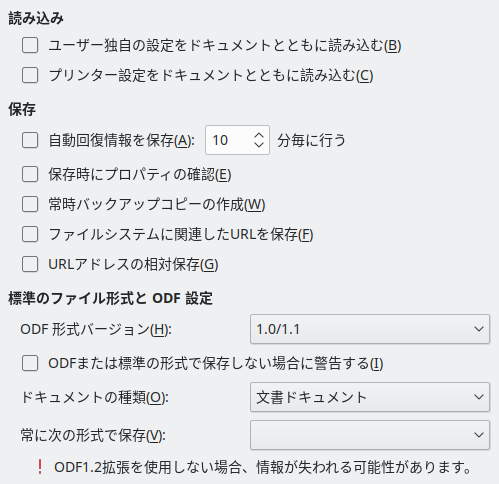 読み込み
ユーザー独自の設定をドキュメントとともに読み込む(B)
プリンター設定をドキュメントとともに読み込む(C)
保存
自動回復情報を保存(A): 10 分毎に行う
保存時にプロパティの確認(E)
常時バックアップコピーの作成(W)
ファイルシステムに関連したURLを保存(F)
URLアドレスの相対保存(G)
標準のファイル形式と ODF 設定
ODF 形式バージョン(H): 1.0/1.1
ODFまたは標準の形式で保存しない場合に警告する(I)
ドキュメントの種類(O): 文書ドキュメント
常に次の形式で保存(V):
! ODF1.2拡張を使用しない場合、情報が失われる可能性があります。